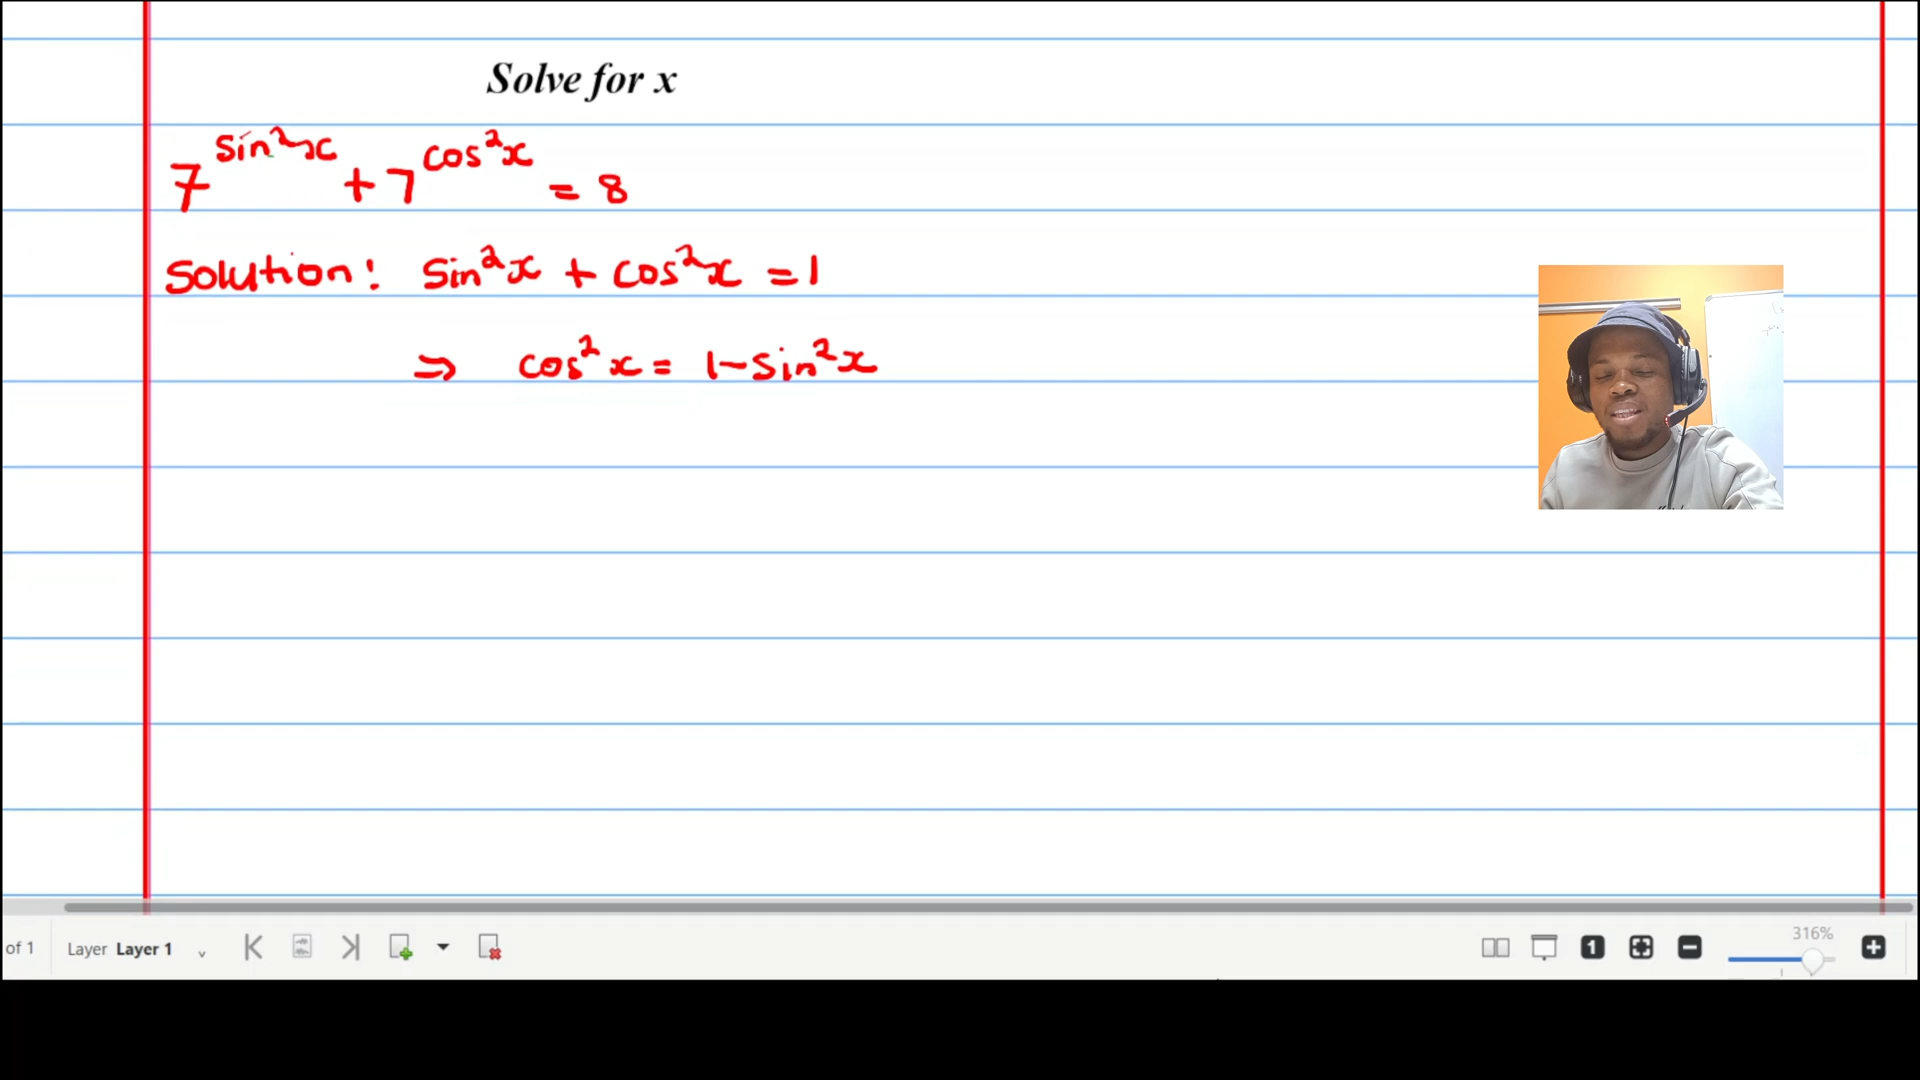 Solve for x
7^sin²x + 7^cos²x = 8
Solution: sin²x + cos²x = 1
⇒ cos²x = 1-sin²x
of 1 Layer Layer 1 1 316%